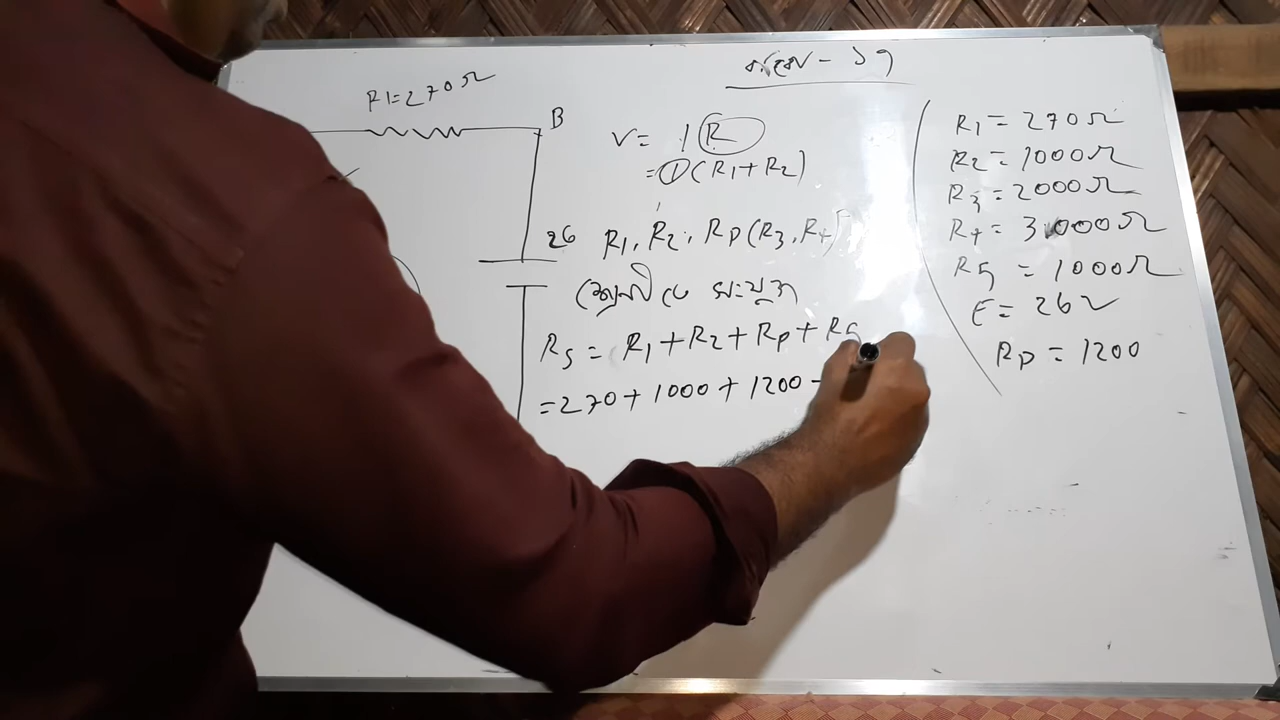 R1=270Ω
B
26
- ১৭
V= IR
=I(R1+R2)
R1, R2, RP(R3,R4)
শ্রেণীতে সংযুক্ত
RS = R1+R2+RP+R5
=270+1000+1200-
R1=270Ω
R2=1000Ω
R3=2000Ω
R4=3000Ω
R5=1000Ω
E= 26V
RP=1200